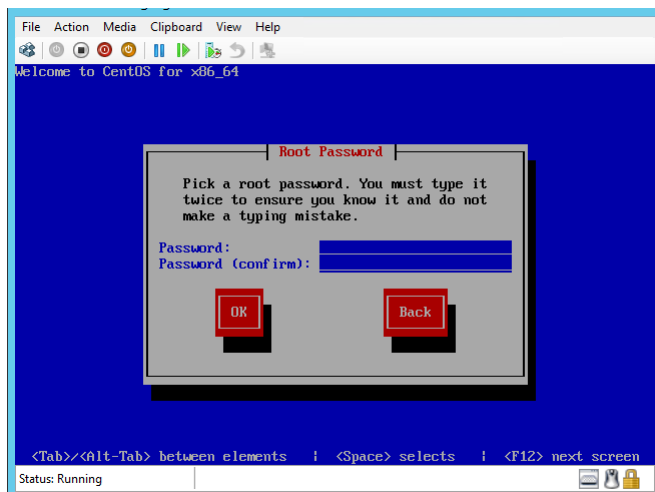 File Action Media Clipboard View Help
Welcome to CentOS for x86_64
Root Password
Pick a root password. You must type it
twice to ensure you know it and do not
make a typing mistake.
Password:
Password (confirm):
OK Back
<Tab>/<Alt-Tab> between elements | <Space> selects | <F12> next screen
Status: Running